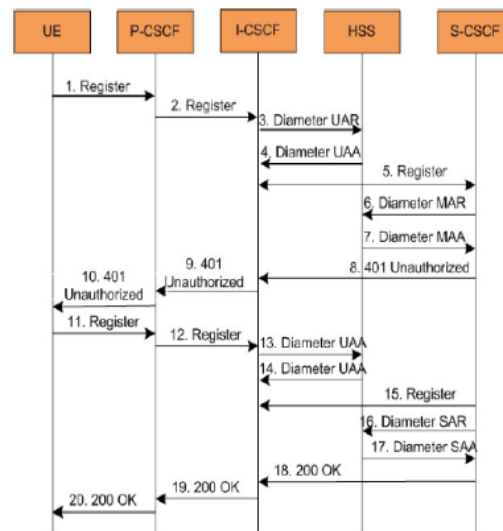 UE
P-CSCF
I-CSCF
HSS
S-CSCF
1. Register
2. Register
3. Diameter UAR
4. Diameter UAA
5. Register
6. Diameter MAR
7. Diameter MAA
8. 401 Unauthorized
9. 401
Unauthorized
10. 401
Unauthorized
11. Register
12. Register
13. Diameter UAA
14. Diameter UAA
15. Register
16. Diameter SAR
17. Diameter SAA
18. 200 OK
19. 200 OK
20. 200 OK